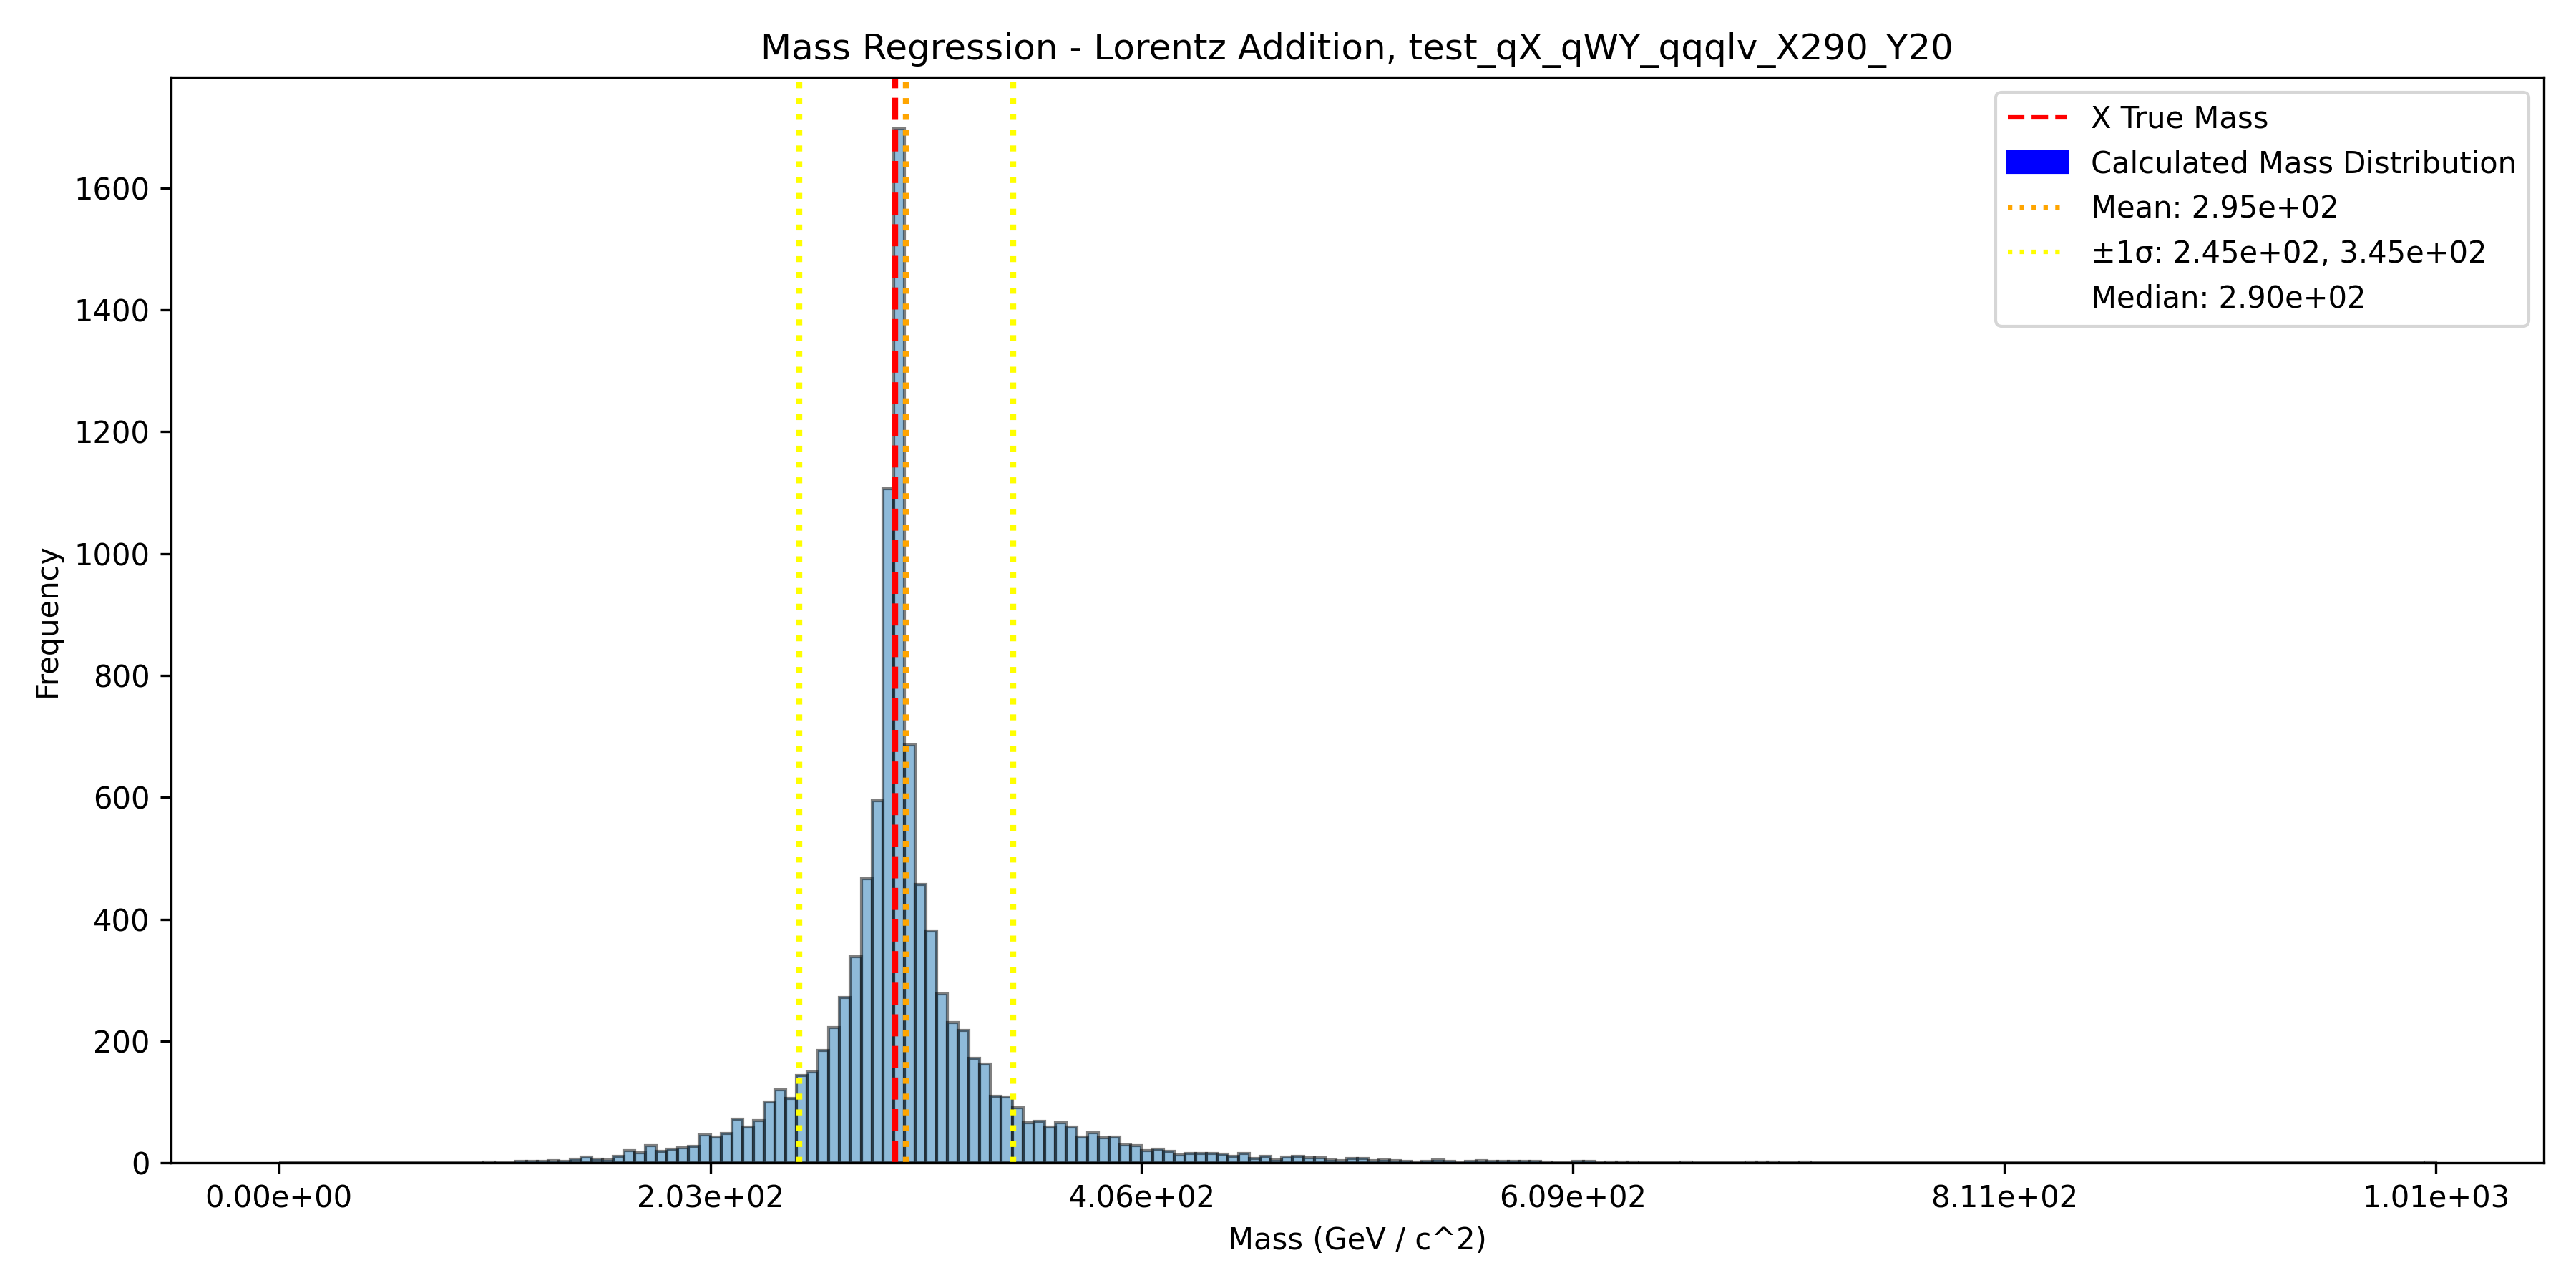 Mass Regression - Lorentz Addition, test_qX_qWY_qqqlv_X290_Y20
X True Mass
Calculated Mass Distribution
Mean: 2.95e+02
±1σ: 2.45e+02, 3.45e+02
Median: 2.90e+02
Frequency
1600
1400
1200
1000
800
600
400
200
0
0.00e+00 2.03e+02 4.06e+02 6.09e+02 8.11e+02 1.01e+03
Mass (GeV / c^2)